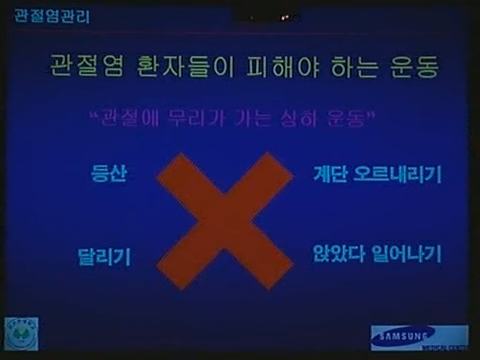 관절염관리
관절염 환자들이 피해야 하는 운동
“관절에 무리가 가는 상하 운동”
등산
계단 오르내리기
달리기
앉았다 일어나기
SAMSUNG
MEDICAL CENTER